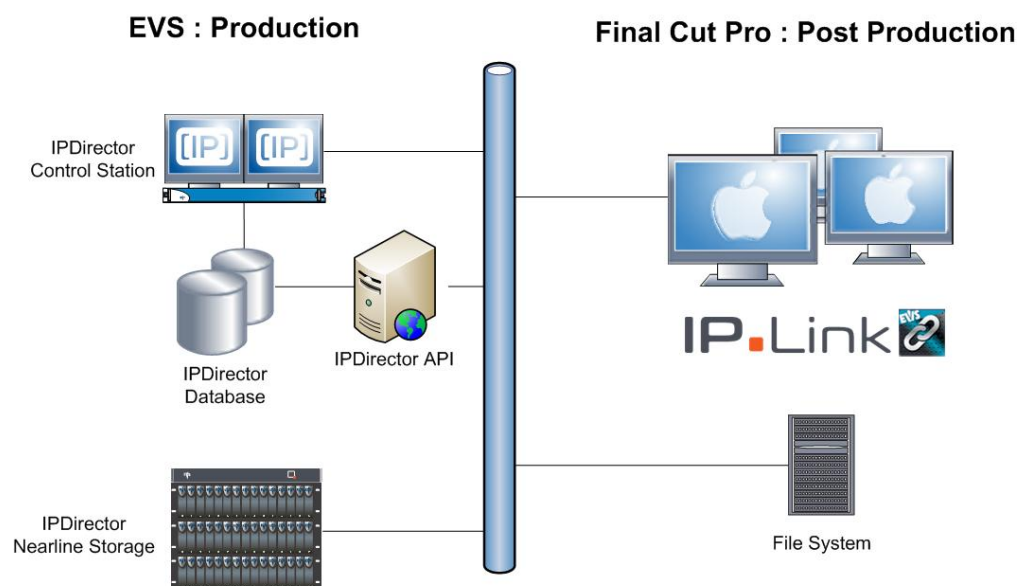 EVS : Production
Final Cut Pro : Post Production
IPDirector
Control Station
[IP]
[IP]
IPDirector API
IPDirector
Database
IP.Link
EVS
IPDirector
Nearline Storage
File System